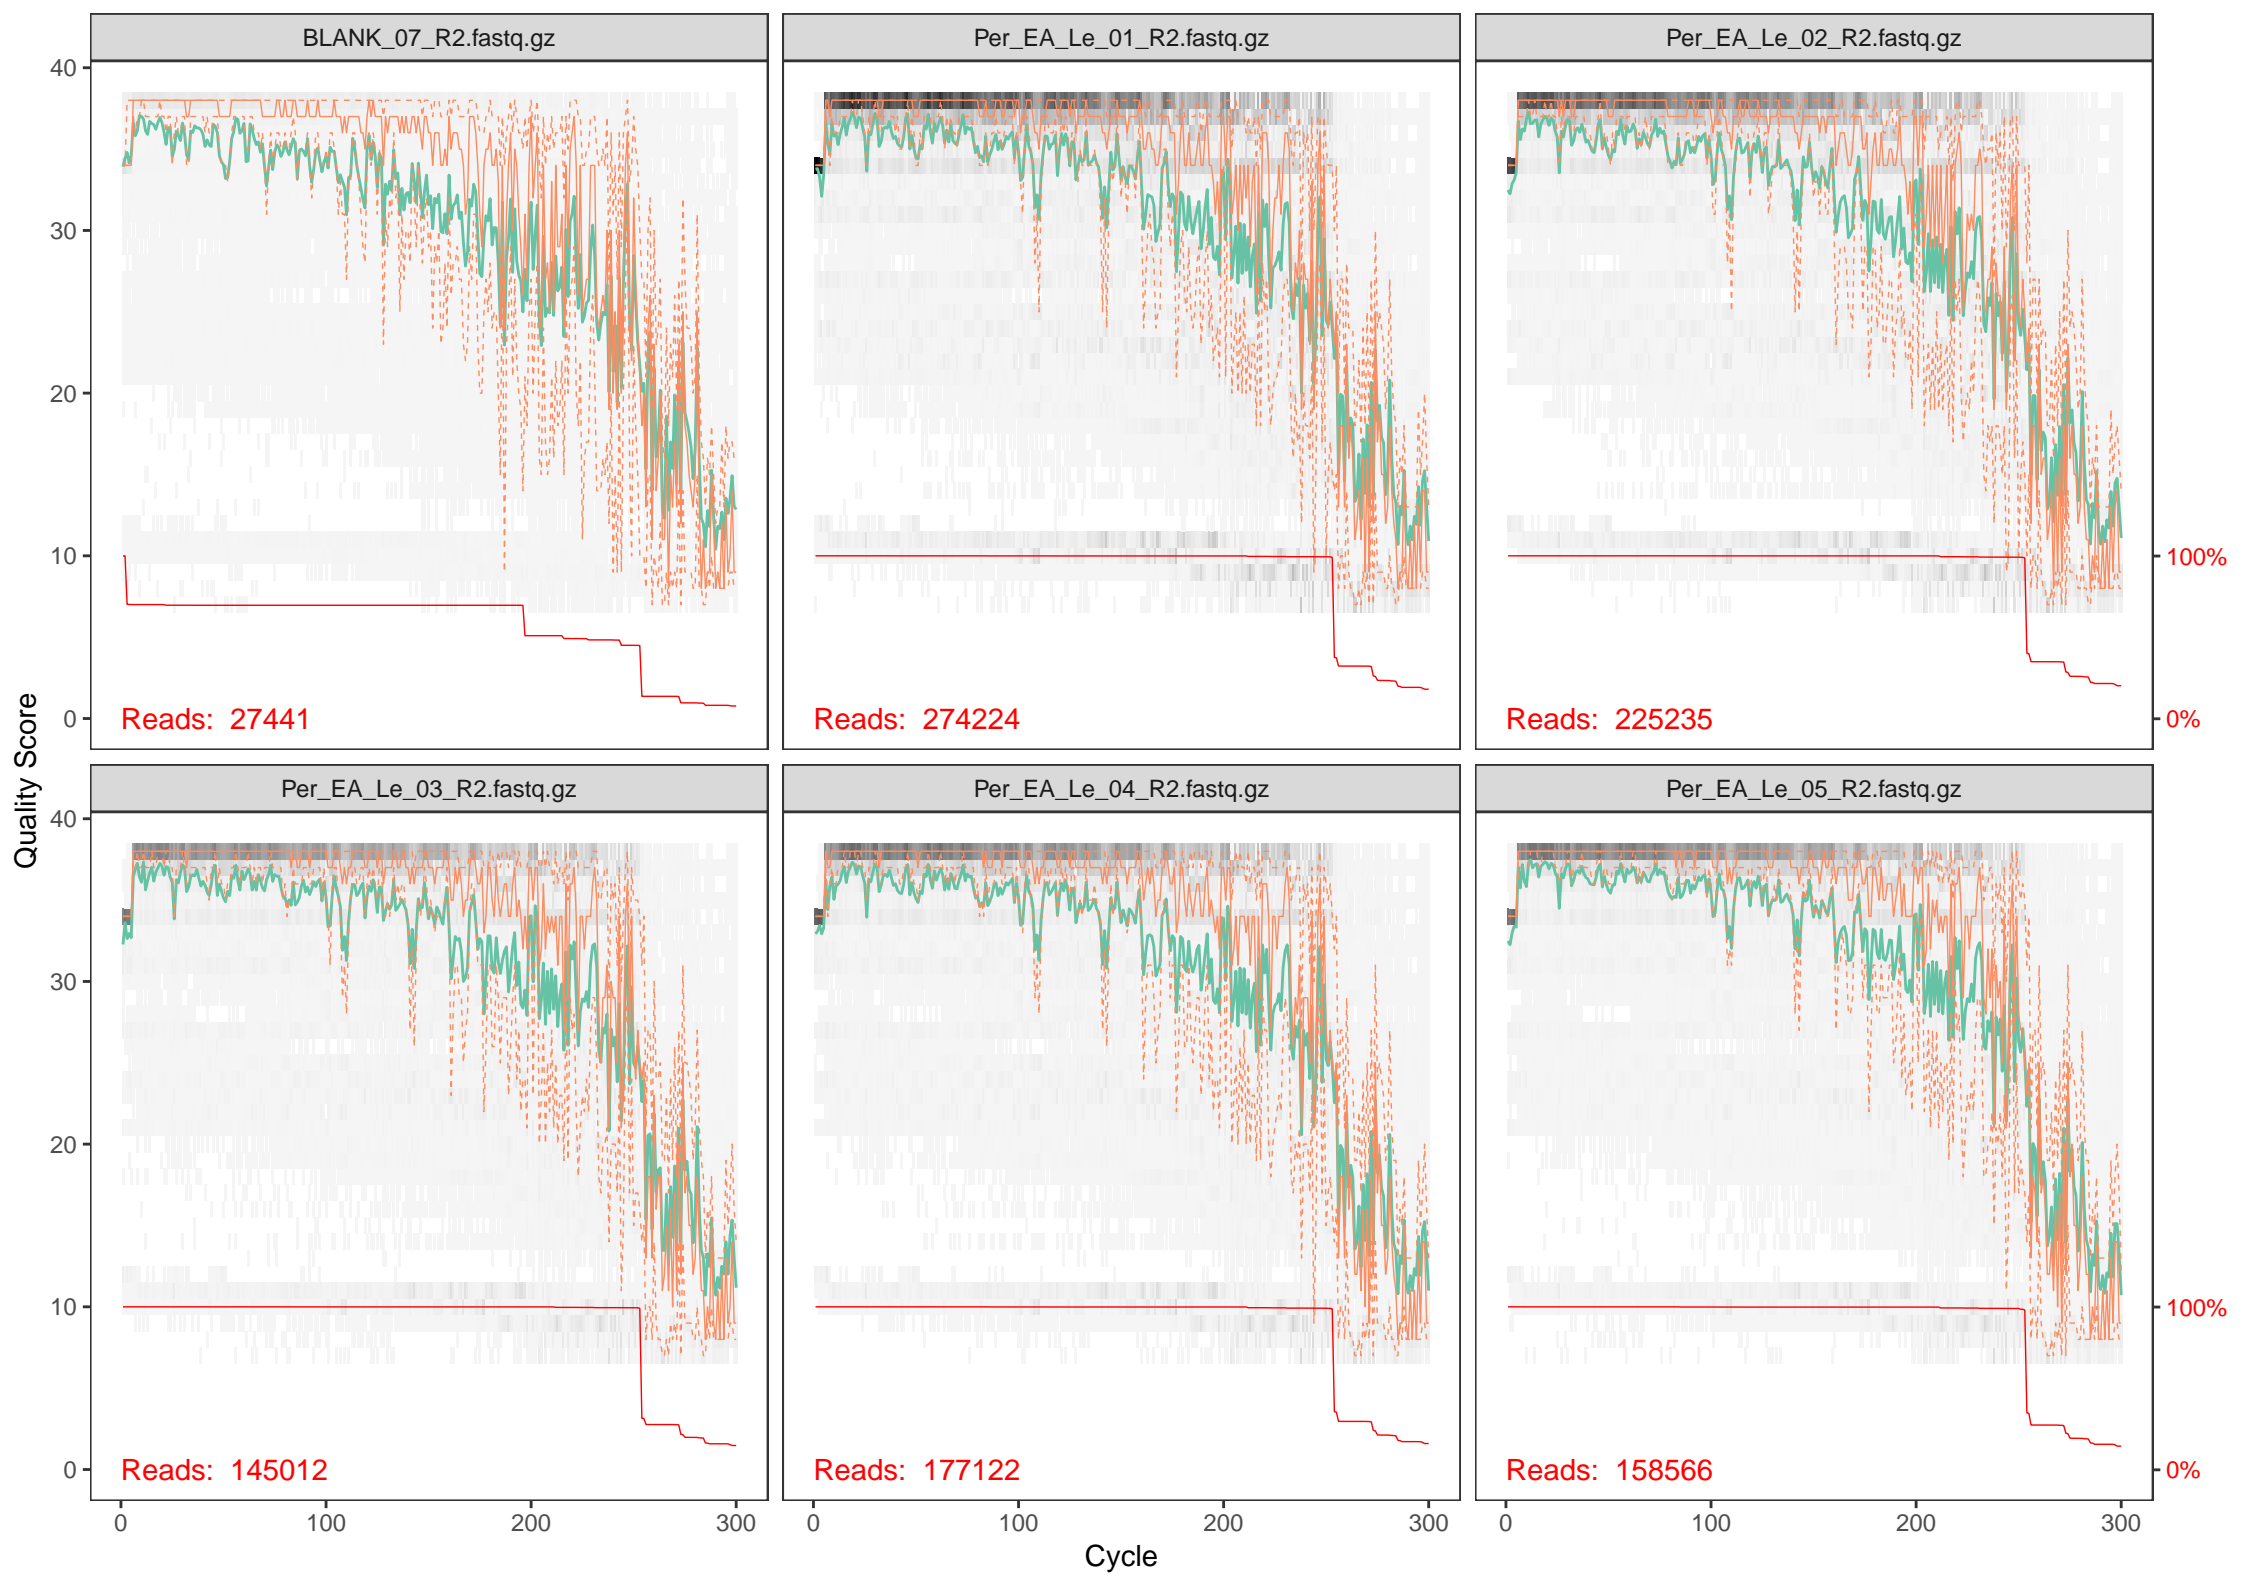 BLANK_07_R2.fastq.gz
Per_EA_Le_01_R2.fastq.gz
Per_EA_Le_02_R2.fastq.gz
40
30
20
10
0
Reads: 27441
Reads: 274224
Reads: 225235
100%
0%
Quality Score
Per_EA_Le_03_R2.fastq.gz
Per_EA_Le_04_R2.fastq.gz
Per_EA_Le_05_R2.fastq.gz
40
30
20
10
0
Reads: 145012
Reads: 177122
Reads: 158566
100%
0%
0 100 200 300
0 100 200 300
0 100 200 300
Cycle